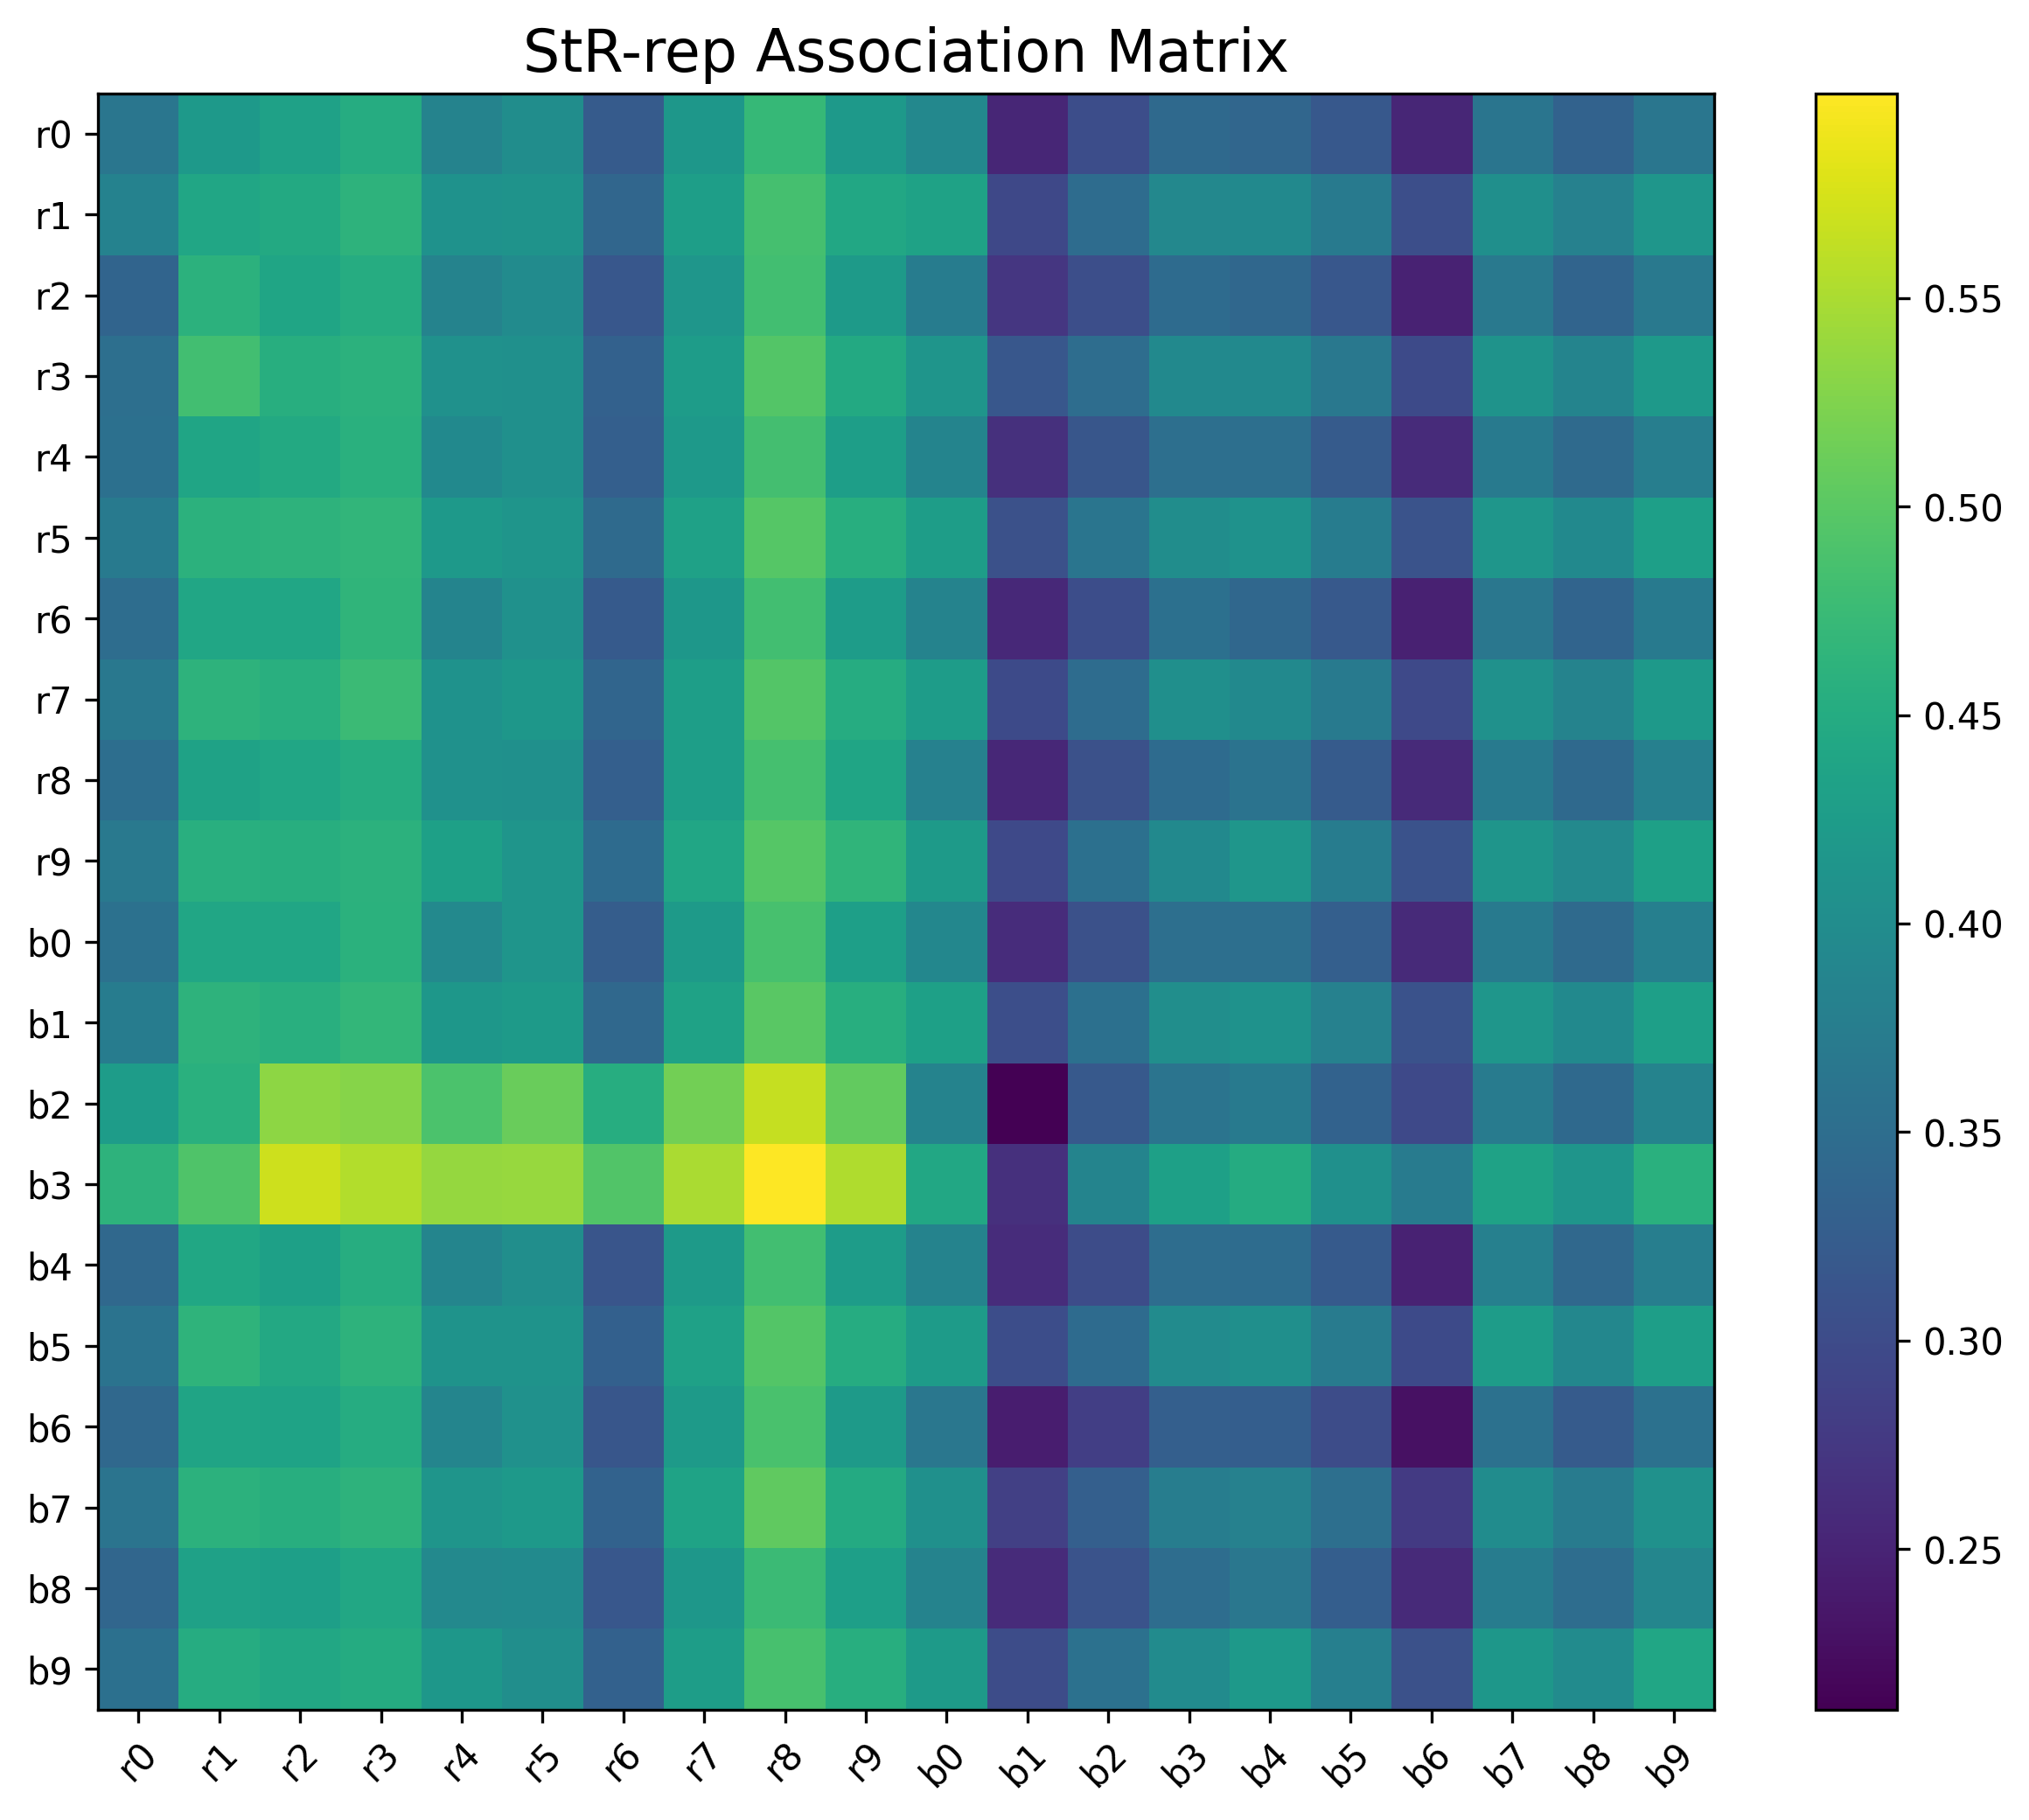 StR-rep Association Matrix
r0
r1
r2
r3
r4
r5
r6
r7
r8
r9
b0
b1
b2
b3
b4
b5
b6
b7
b8
b9
r0 r1 r2 r3 r4 r5 r6 r7 r8 r9 b0 b1 b2 b3 b4 b5 b6 b7 b8 b9
0.55
0.50
0.45
0.40
0.35
0.30
0.25